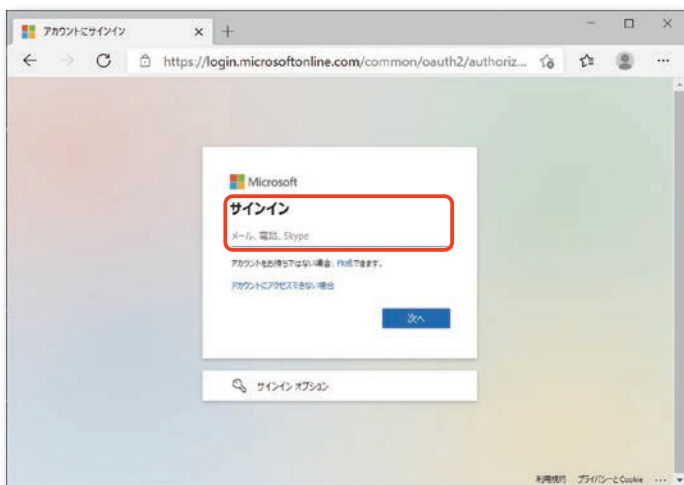 アカウントにサインイン
https://login.microsoftonline.com/common/oauth2/authoriz...
Microsoft
サインイン
メール、電話、Skype
アカウントをお持ちではない場合、作成できます。
アカウントにアクセスできない場合
次へ
サインイン オプション
利用規約 プライバシーと Cookie ...